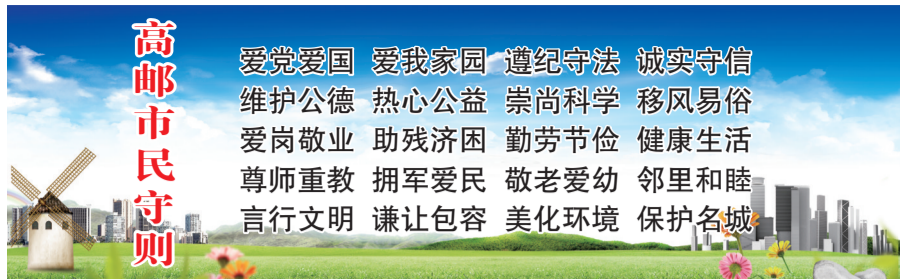 高邮市民守则
爱党爱国 爱我家园 遵纪守法 诚实守信
维护公德 热心公益 崇尚科学 移风易俗
爱岗敬业 助残济困 勤劳节俭 健康生活
尊师重教 拥军爱民 敬老爱幼 邻里和睦
言行文明 谦让包容 美化环境 保护名城